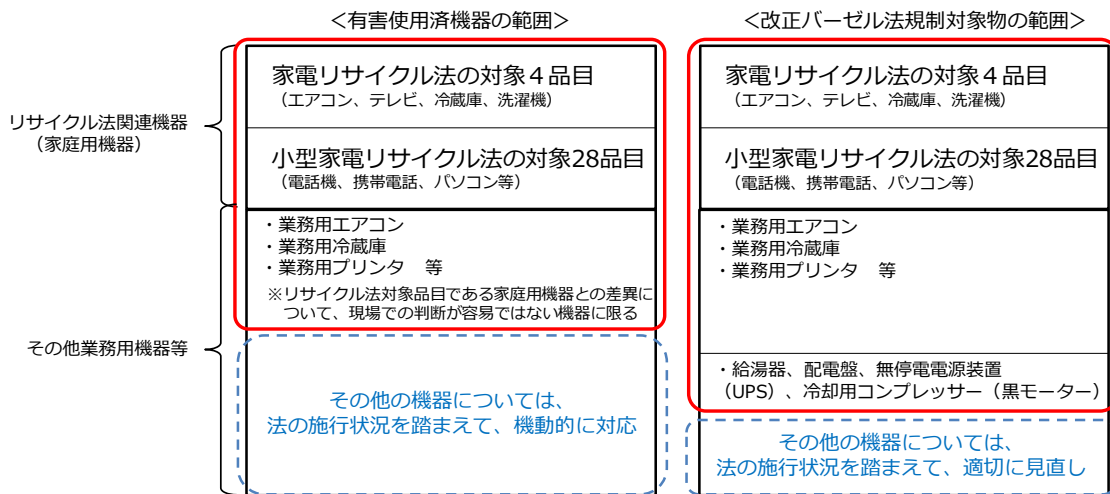 ＜有害使用済機器の範囲＞
家電リサイクル法の対象４品目
（エアコン、テレビ、冷蔵庫、洗濯機）
小型家電リサイクル法の対象28品目
（電話機、携帯電話、パソコン等）
・業務用エアコン
・業務用冷蔵庫
・業務用プリンタ　等
※リサイクル法対象品目である家庭用機器との差異に
ついて、現場での判断が容易ではない機器に限る
その他の機器については、
法の施行状況を踏まえて、機動的に対応
リサイクル法関連機器
（家庭用機器）
その他業務用機器等
＜改正バーゼル法規制対象物の範囲＞
家電リサイクル法の対象４品目
（エアコン、テレビ、冷蔵庫、洗濯機）
小型家電リサイクル法の対象28品目
（電話機、携帯電話、パソコン等）
・業務用エアコン
・業務用冷蔵庫
・業務用プリンタ　等
・給湯器、配電盤、無停電電源装置
（UPS）、冷却用コンプレッサー（黒モーター）
その他の機器については、
法の施行状況を踏まえて、適切に見直し